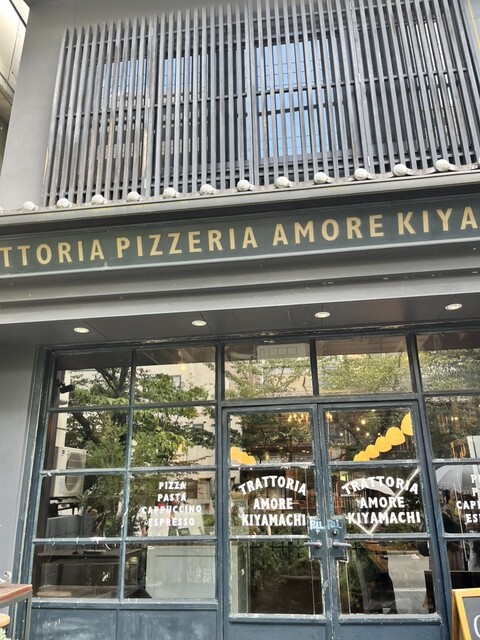 TTORIA PIZZERIA AMORE KIYA
PIZZA
PASTA
CAPPUCCINO
ESPRESSO
TRATTORIA
AMORE
KIYAMACHI
TRATTORIA
AMORE
KIYAMACHI